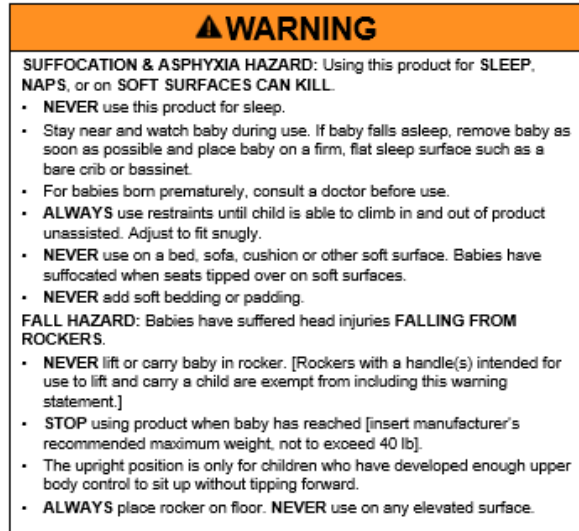 ⚠WARNING
SUFFOCATION & ASPHYXIA HAZARD: Using this product for SLEEP,
NAPS, or on SOFT SURFACES CAN KILL.
• NEVER use this product for sleep.
• Stay near and watch baby during use. If baby falls asleep, remove baby as
soon as possible and place baby on a firm, flat sleep surface such as a
bare crib or bassinet.
• For babies born prematurely, consult a doctor before use.
• ALWAYS use restraints until child is able to climb in and out of product
unassisted. Adjust to fit snugly.
• NEVER use on a bed, sofa, cushion or other soft surface. Babies have
suffocated when seats tipped over on soft surfaces.
• NEVER add soft bedding or padding.
FALL HAZARD: Babies have suffered head injuries FALLING FROM
ROCKERS.
• NEVER lift or carry baby in rocker. [Rockers with a handle(s) intended for
use to lift and carry a child are exempt from including this warning
statement.]
• STOP using product when baby has reached [insert manufacturer's
recommended maximum weight, not to exceed 40 lb].
• The upright position is only for children who have developed enough upper
body control to sit up without tipping forward.
• ALWAYS place rocker on floor. NEVER use on any elevated surface.